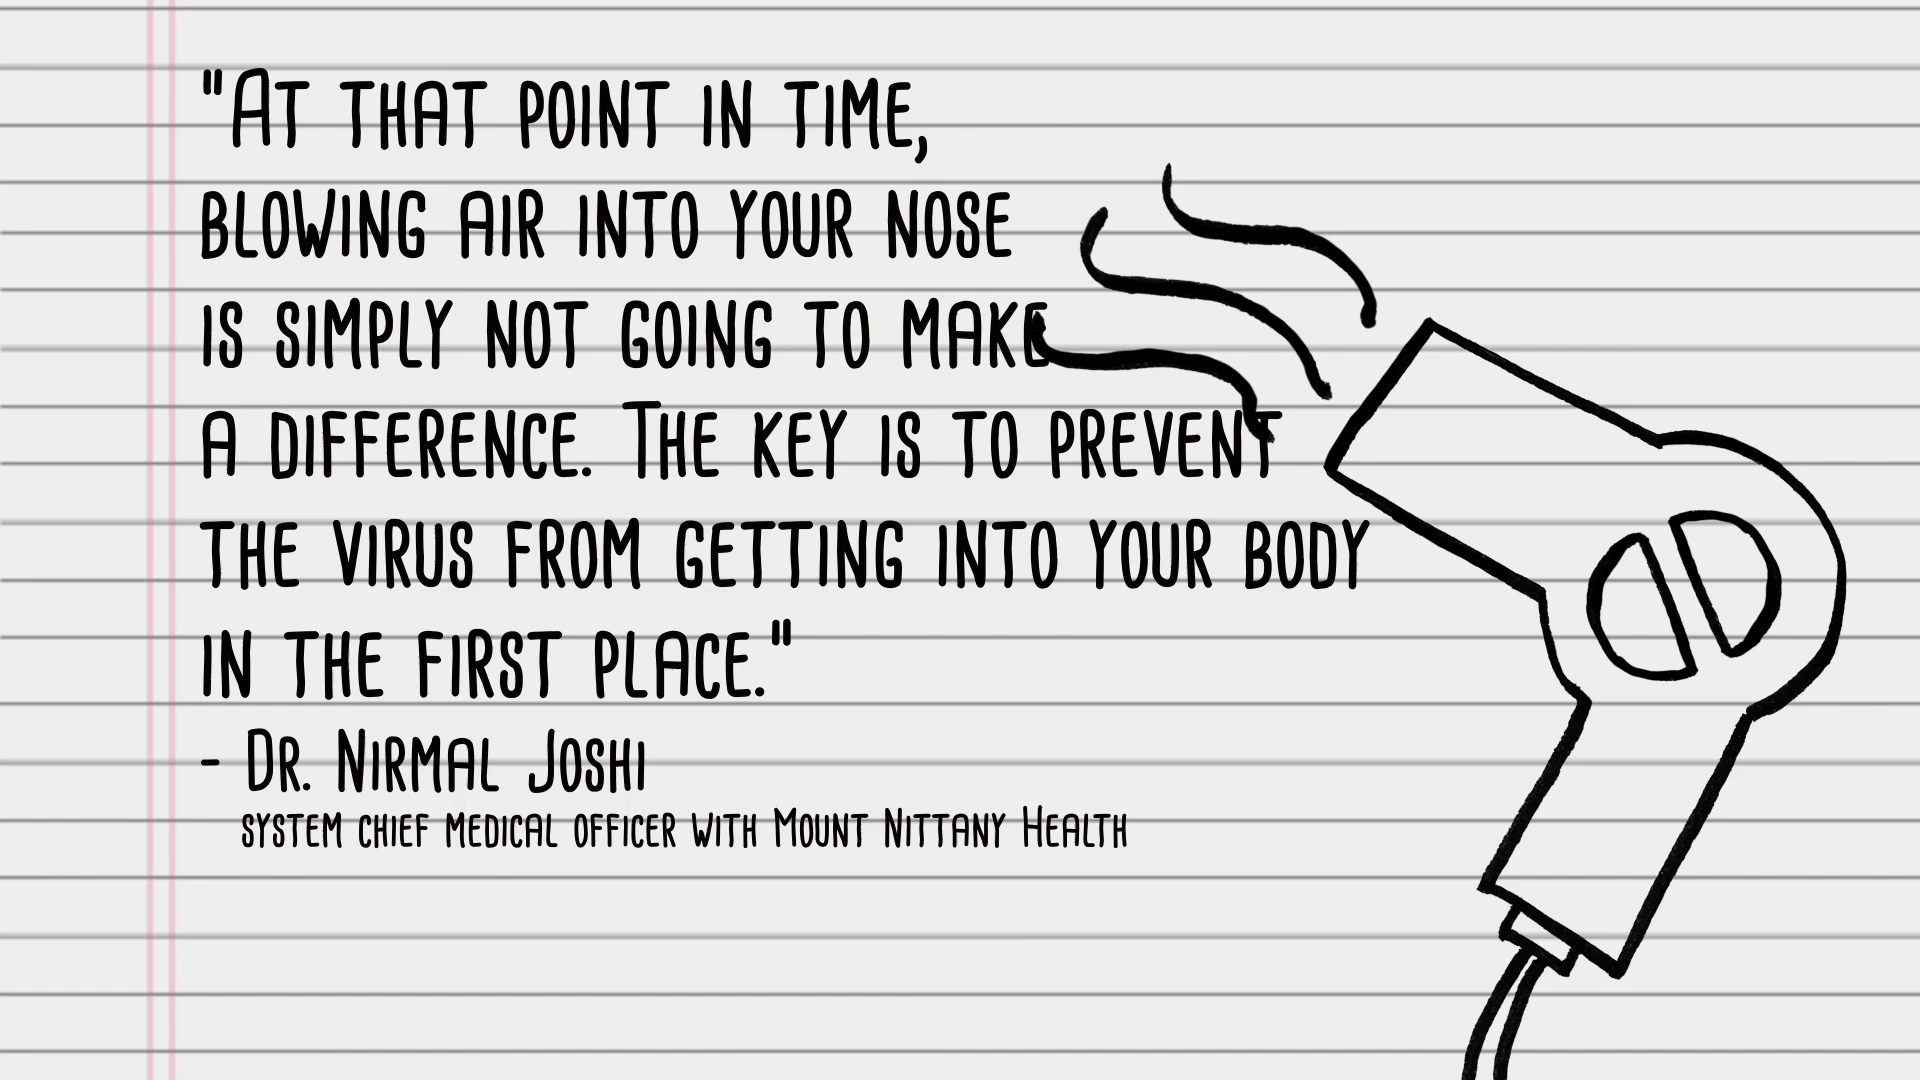 "At that point in time,
blowing air into your nose
is simply not going to make
a difference. The key is to prevent
the virus from getting into your body
in the first place."
- Dr. Nirmal Joshi
system chief medical officer with Mount Nittany Health